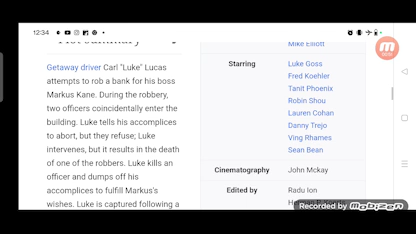 12:34
Mike Elliott
Getaway driver Carl "Luke" Lucas
attempts to rob a bank for his boss
Markus Kane. During the robbery,
two officers coincidentally enter the
building. Luke tells his accomplices
to abort, but they refuse; Luke
intervenes, but it results in the death
of one of the robbers. Luke kills an
officer and dumps off his
accomplices to fulfill Markus's
wishes. Luke is captured following a
Starring
Luke Goss
Fred Koehler
Tanit Phoenix
Robin Shou
Lauren Cohan
Danny Trejo
Ving Rhames
Sean Bean
Cinematography
John McKay
Edited by
Radu Ion
Recorded by Mobizen